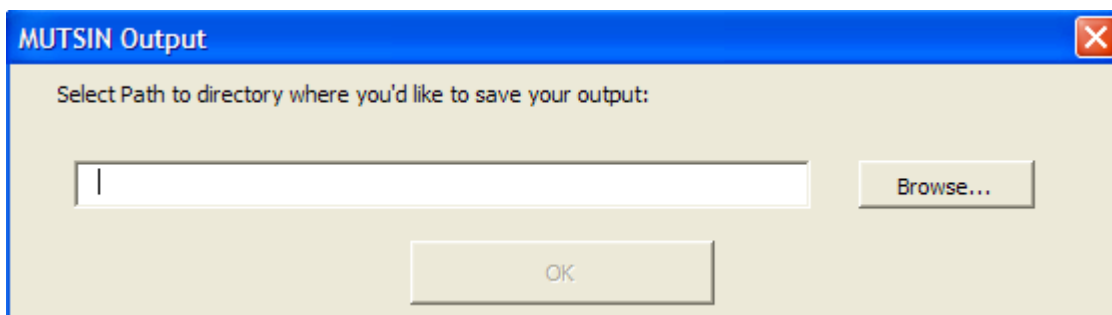 MUTSIN Output
Select Path to directory where you'd like to save your output:
Browse...
OK